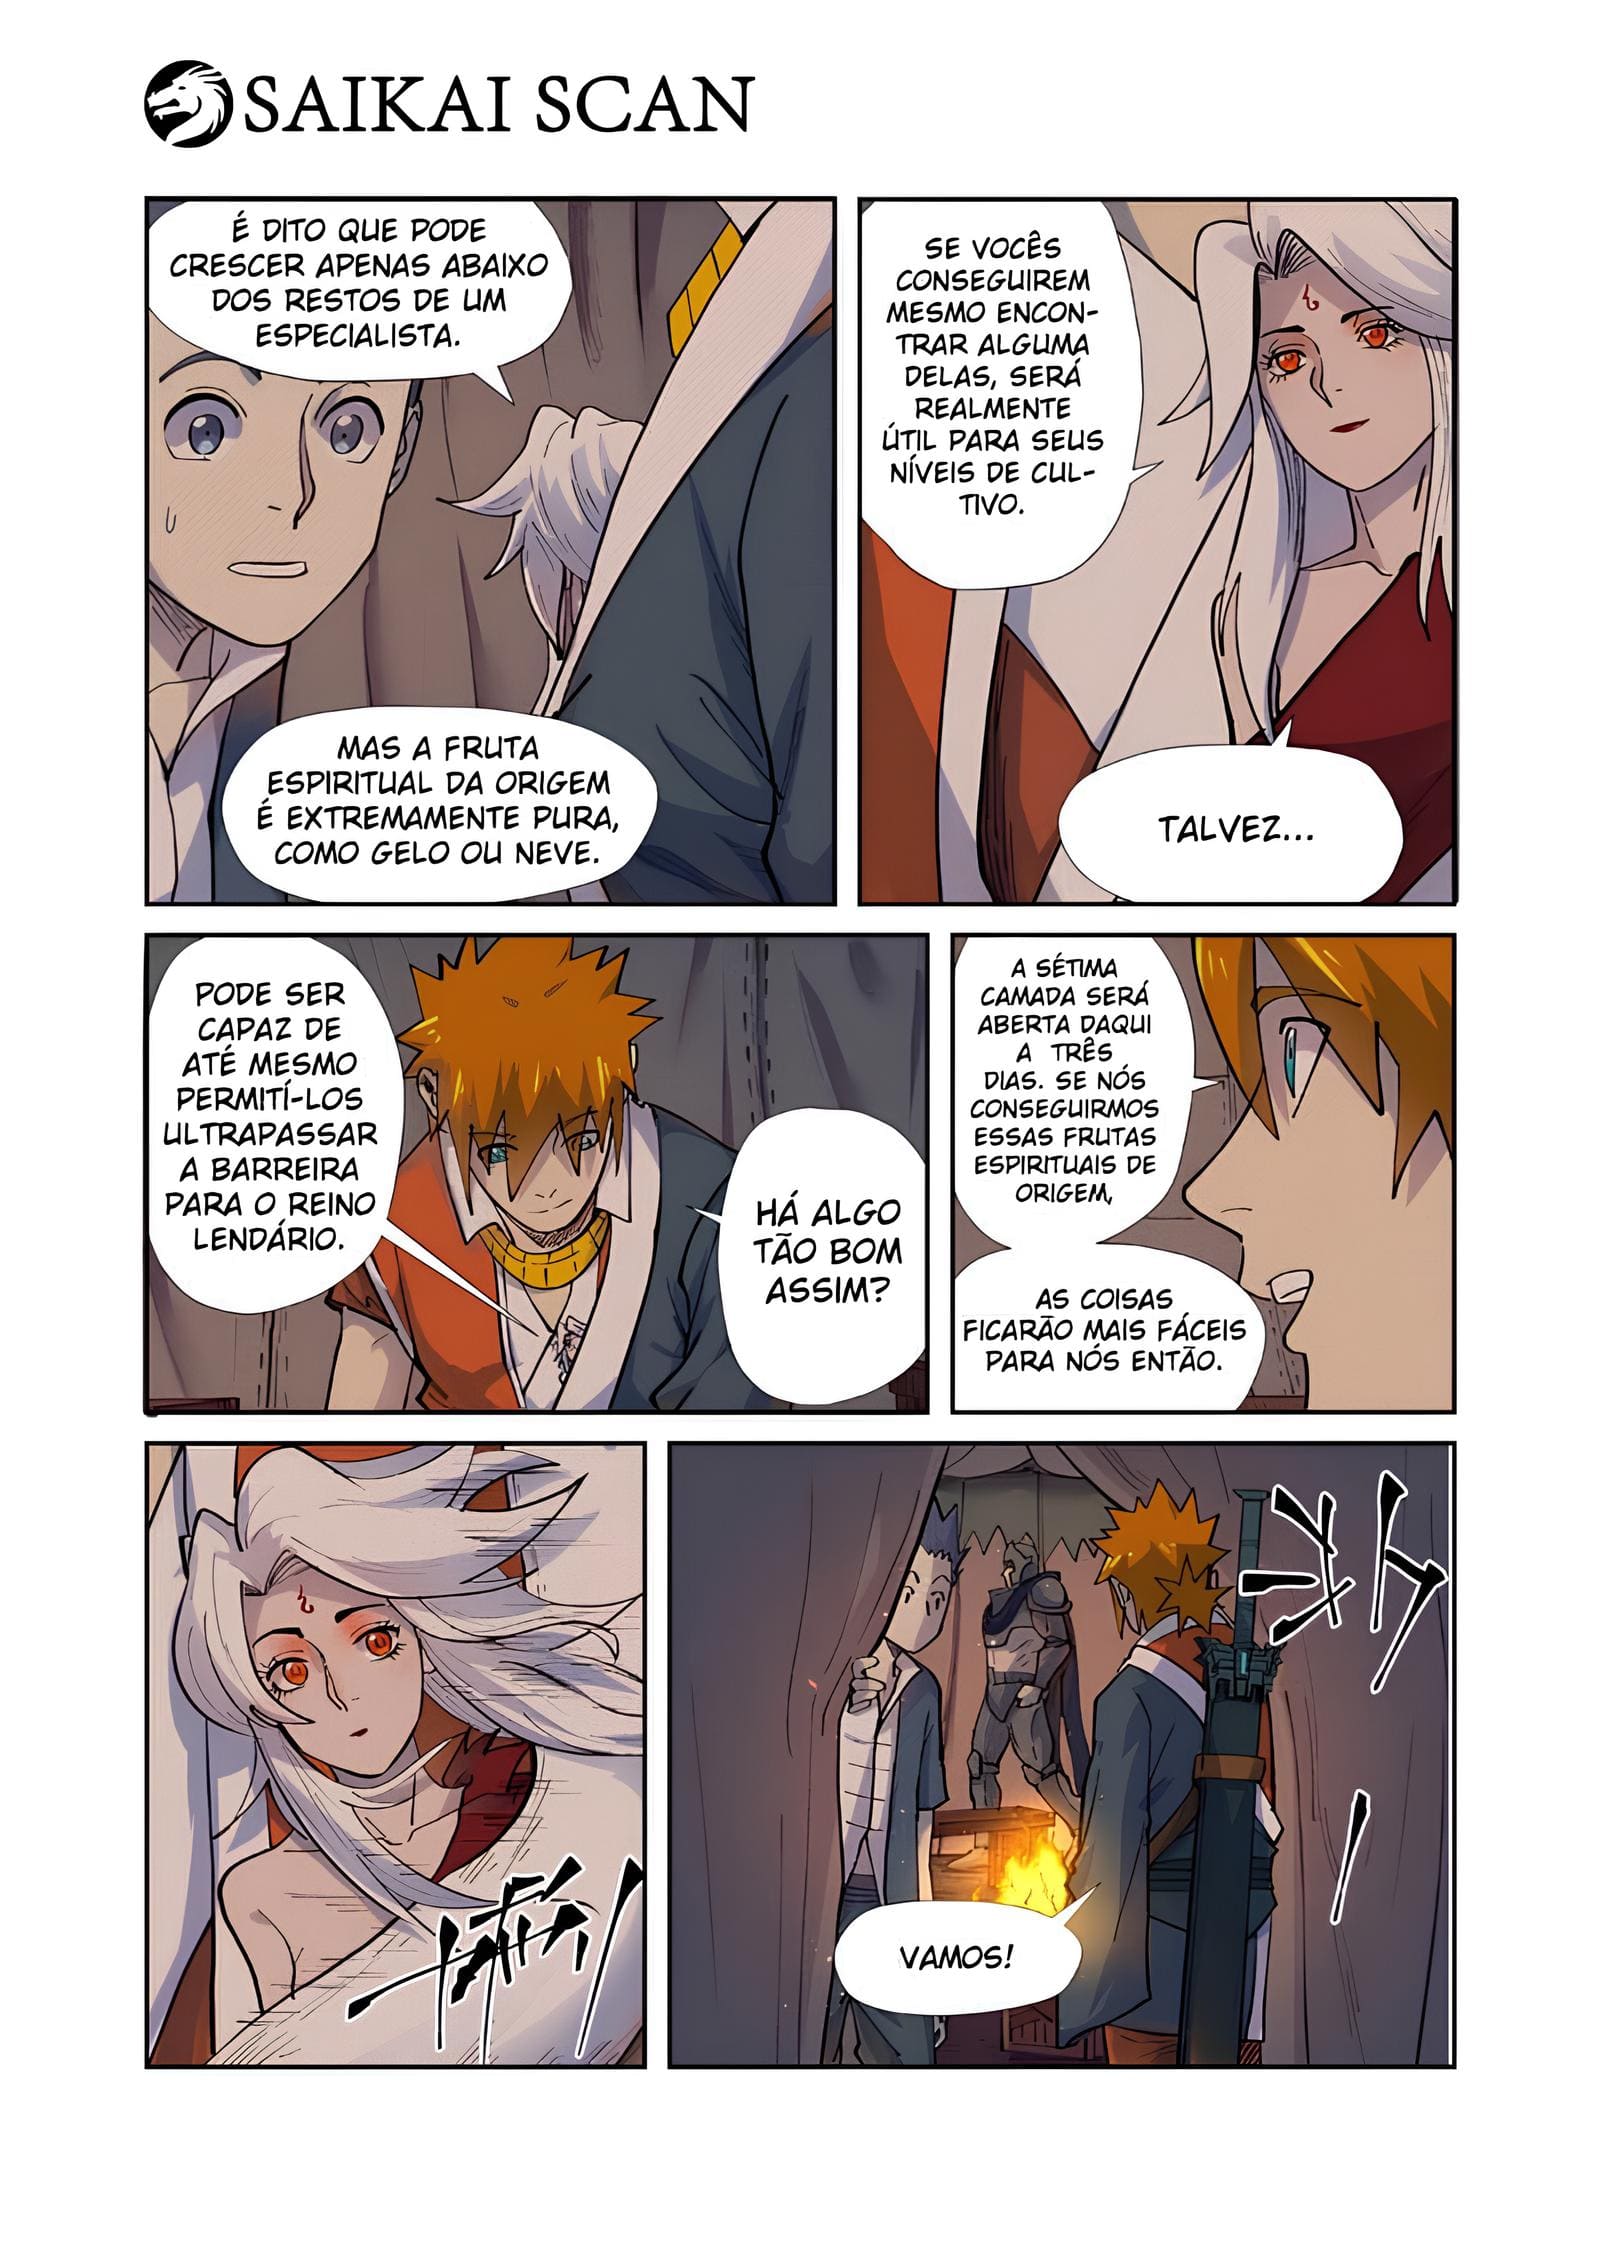 SAIKAI SCAN
É DITO QUE PODE
CRESCER APENAS ABAIXO
DOS RESTOS DE UM
ESPECIALISTA.
MAS A FRUTA
ESPIRITUAL DA ORIGEM
É EXTREMAMENTE PURA,
COMO GELO OU NEVE.
SE VOCÊS
CONSEGUIREM
MESMO ENCON-
TRAR ALGUMA
DELAS, SERÁ
REALMENTE
ÚTIL PARA SEUS
NÍVEIS DE CUL-
TIVO.
TALVEZ...
PODE SER
CAPAZ DE
ATÉ MESMO
PERMITÍ-LOS
ULTRAPASSAR
A BARREIRA
PARA O REINO
LENDÁRIO.
HÁ ALGO
TÃO BOM
ASSIM?
A SÉTIMA
CAMADA SERÁ
ABERTA DAQUI
A TRÊS
DIAS. SE NÓS
CONSEGUIRMOS
ESSAS FRUTAS
ESPIRITUAIS DE
ORIGEM,
AS COISAS
FICARÃO MAIS FÁCEIS
PARA NÓS ENTÃO.
VAMOS!